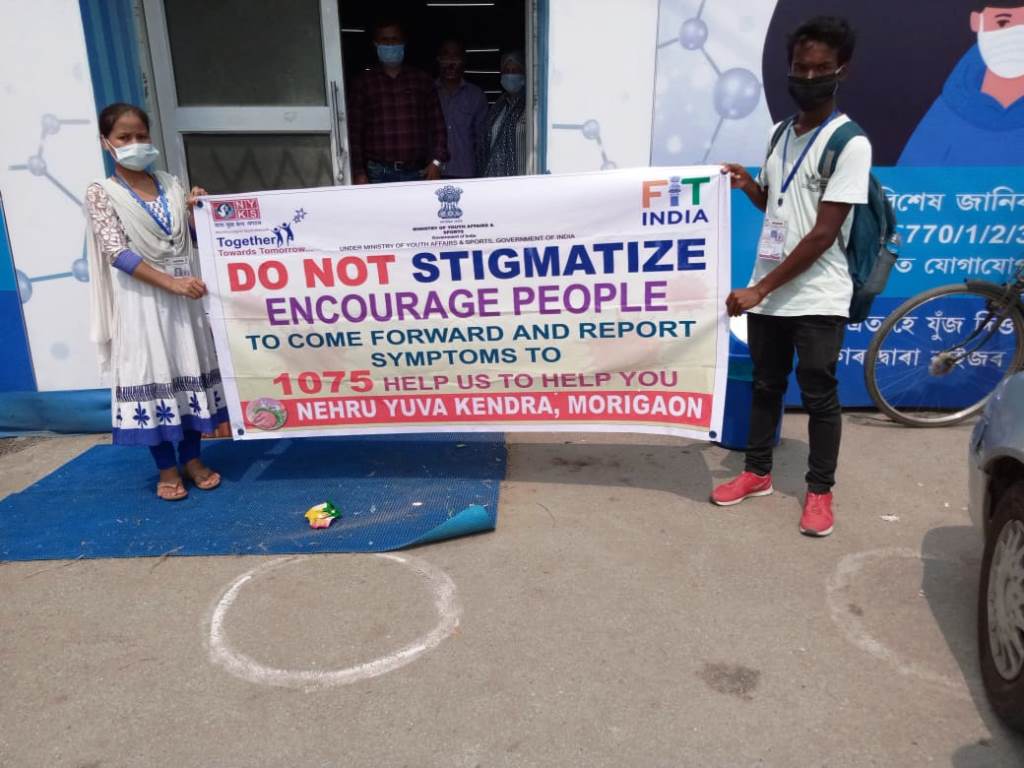 NYKS
Together
Towards Tomorrow...
MINISTRY OF YOUTH AFFAIRS &
SPORTS
Government of India
FIT
INDIA
UNDER MINISTRY OF YOUTH AFFAIRS & SPORTS, GOVERNMENT OF INDIA
DO NOT STIGMATIZE
ENCOURAGE PEOPLE
TO COME FORWARD AND REPORT
SYMPTOMS TO
1075 HELP US TO HELP YOU
NEHRU YUVA KENDRA, MORIGAON
5770/1/2/3